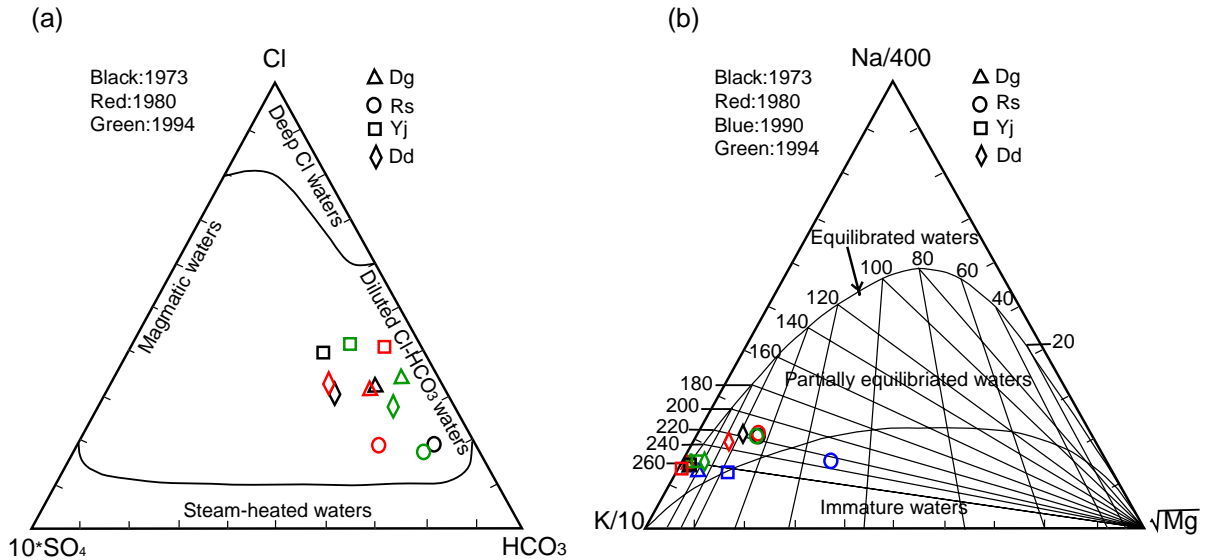 (a)
Cl
Black:1973
Red:1980
Green:1994
Dg
Rs
Yj
Dd
Deep Cl waters
Magmatic waters
Diluted Cl-HCO3 waters
Steam-heated waters
10*SO4
HCO3
(b)
Na/400
Black:1973
Red:1980
Blue:1990
Green:1994
Dg
Rs
Yj
Dd
Equilibrated waters
80
100
60
120
40
140
20
160
Partially equilibriated waters
180
200
220
240
260
Immature waters
K/10
√Mg